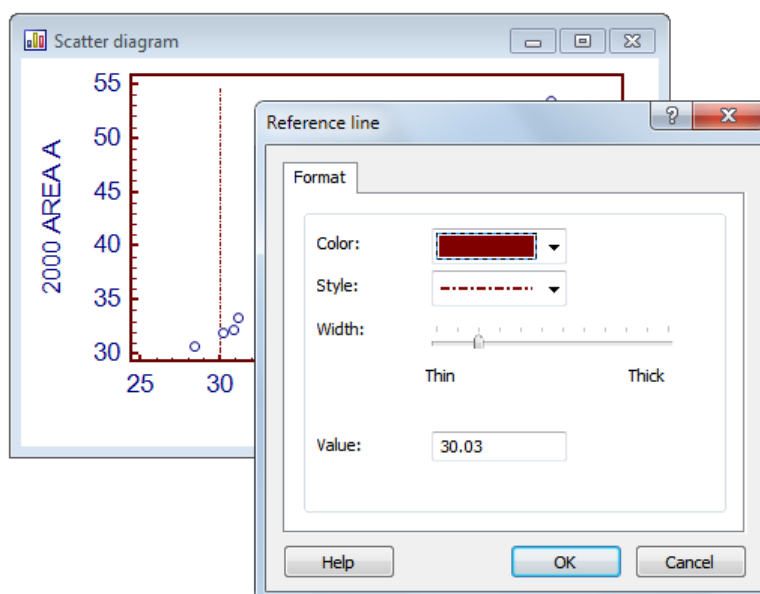 Scatter diagram
55
50
45
40
35
30
2000 AREA A
25 30
Reference line
?
Format
Color:
Style:
Width:
Thin Thick
Value: 30.03
Help OK Cancel